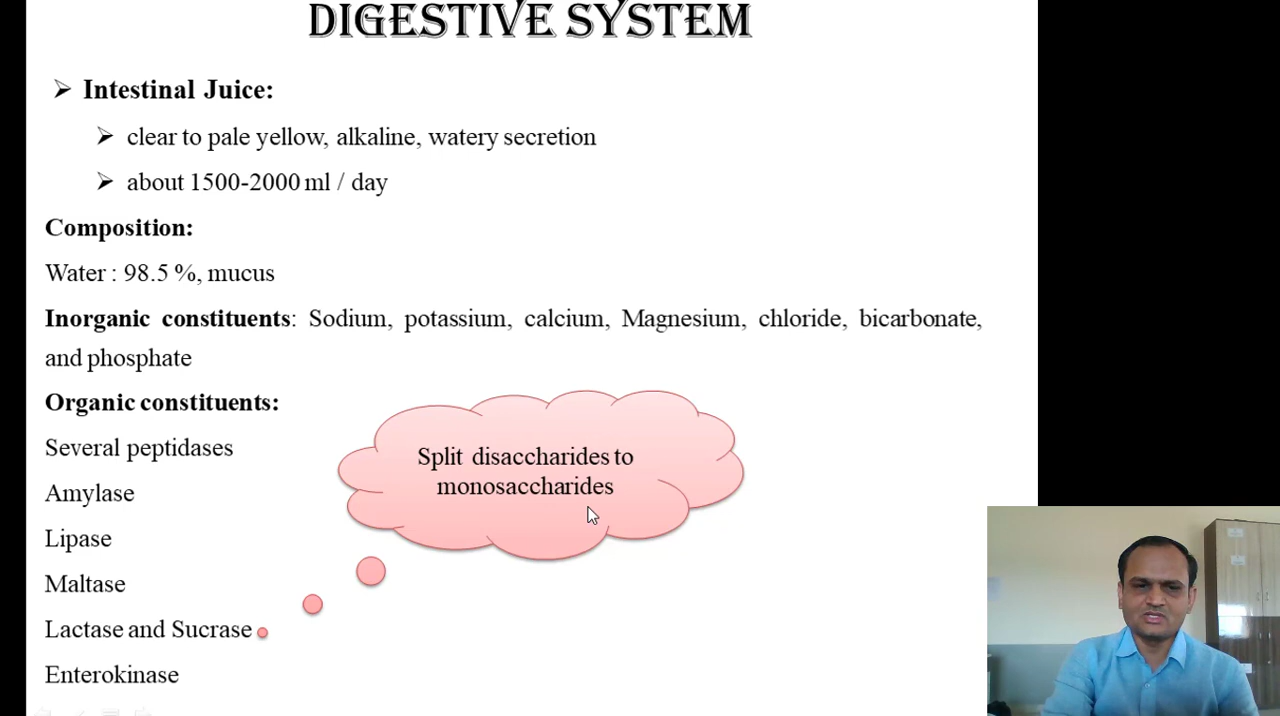 DIGESTIVE SYSTEM
➢ Intestinal Juice:
➢ clear to pale yellow, alkaline, watery secretion
➢ about 1500-2000 ml / day
Composition:
Water : 98.5 %, mucus
Inorganic constituents: Sodium, potassium, calcium, Magnesium, chloride, bicarbonate,
and phosphate
Organic constituents:
Several peptidases
Amylase
Lipase
Maltase
Lactase and Sucrase
Enterokinase
Split disaccharides to
monosaccharides